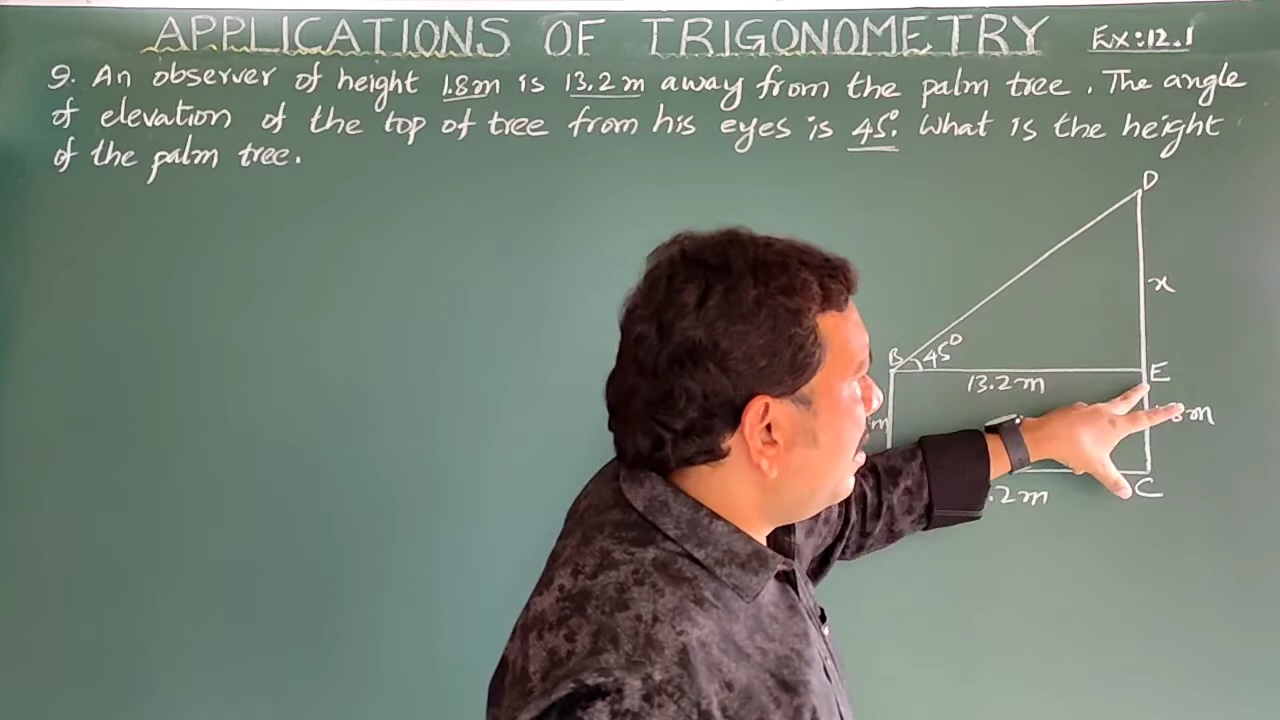 APPLICATIONS OF TRIGONOMETRY Ex:12.1
9. An observer of height 1.8m is 13.2m away from the palm tree. The angle
of elevation of the top of tree from his eyes is 45°. What is the height
of the palm tree.
D
x
B 45° E
13.2m
m
8m
.2m C